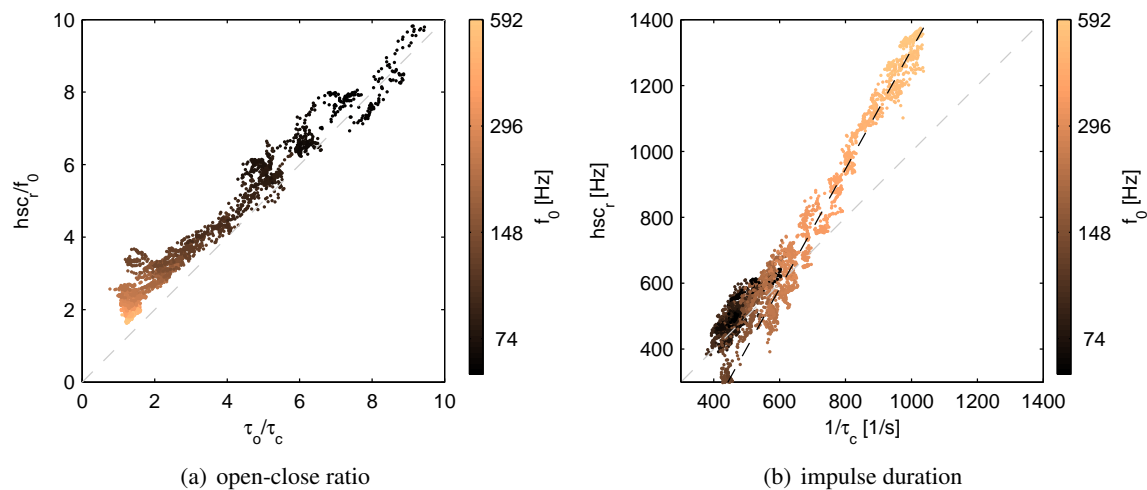 10
8
6
4
2
0
hsc_r/f_0
0 2 4 6 8 10
τ_o/τ_c
592
296
148
74
f_0 [Hz]
(a) open-close ratio
1400
1200
1000
800
600
400
hsc_r [Hz]
400 600 800 1000 1200 1400
1/τ_c [1/s]
592
296
148
74
f_0 [Hz]
(b) impulse duration